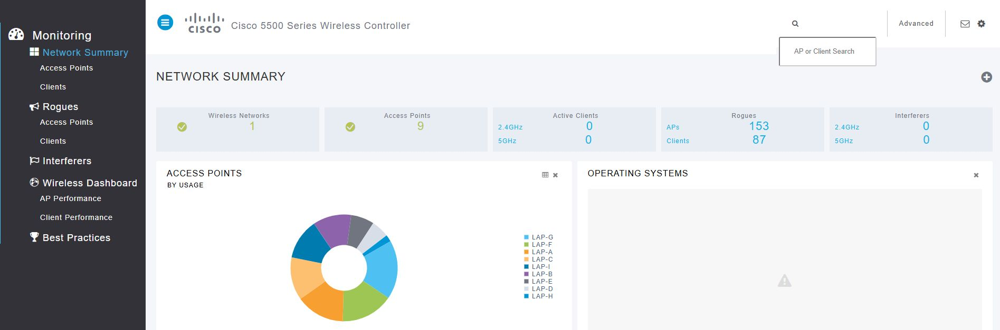 Monitoring
Network Summary
Access Points
Clients
Rogues
Access Points
Clients
Interferers
Wireless Dashboard
AP Performance
Client Performance
Best Practices
CISCO
Cisco 5500 Series Wireless Controller
Advanced
AP or Client Search
NETWORK SUMMARY
Wireless Networks
1
Access Points
9
Active Clients
2.4GHz 0
5GHz 0
Rogues
APs 153
Clients 87
Interferers
2.4GHz 0
5GHz 0
ACCESS POINTS
BY USAGE
LAP-G
LAP-F
LAP-A
LAP-C
LAP-I
LAP-B
LAP-E
LAP-D
LAP-H
OPERATING SYSTEMS